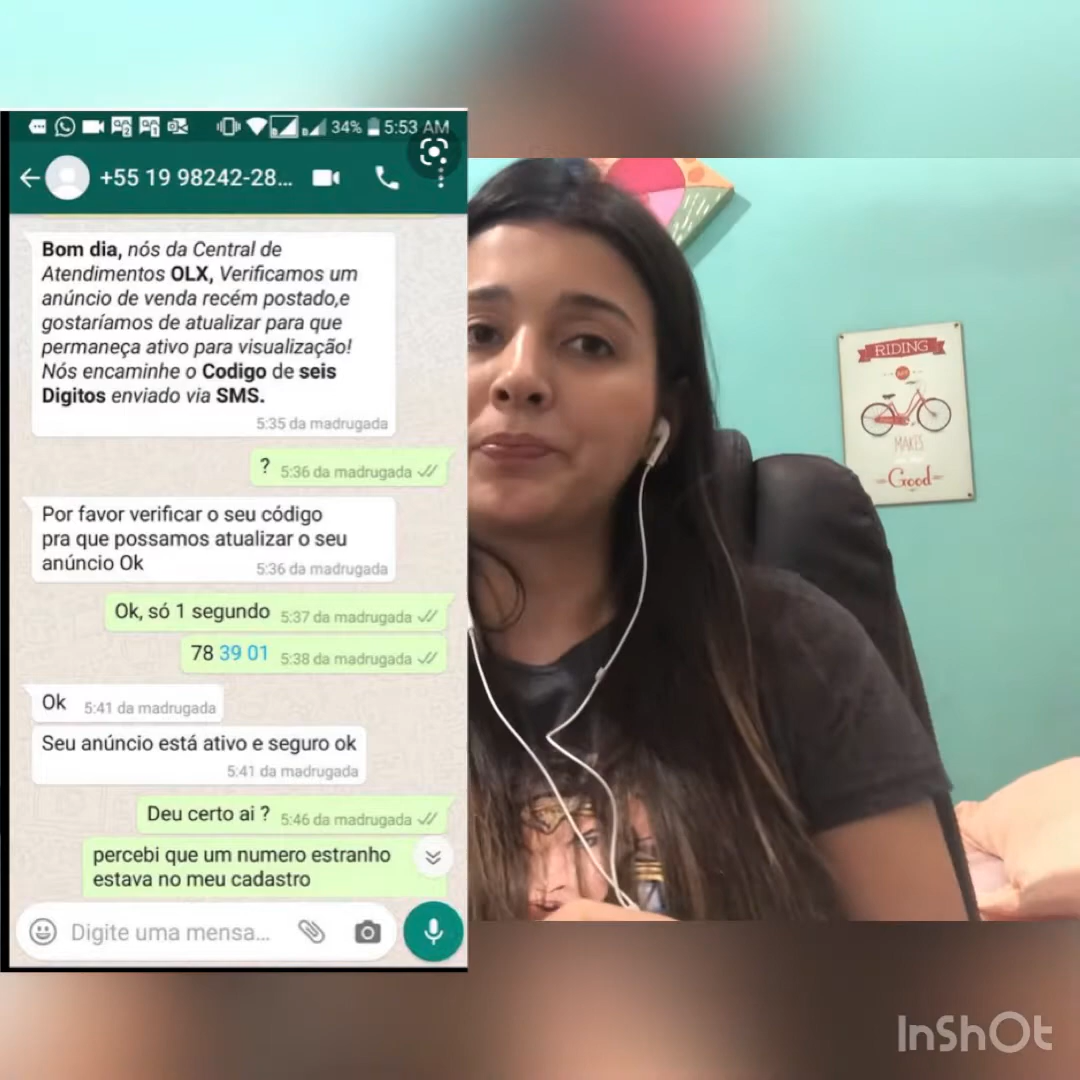 34% 5:53 AM
+55 19 98242-28...
Bom dia, nós da Central de
Atendimentos OLX, Verificamos um
anúncio de venda recém postado,e
gostaríamos de atualizar para que
permaneça ativo para visualização!
Nós encaminhe o Codigo de seis
Digitos enviado via SMS.
5:35 da madrugada
? 5:36 da madrugada
Por favor verificar o seu código
pra que possamos atualizar o seu
anúncio Ok 5:36 da madrugada
Ok, só 1 segundo 5:37 da madrugada
78 39 01 5:38 da madrugada
Ok 5:41 da madrugada
Seu anúncio está ativo e seguro ok
5:41 da madrugada
Deu certo ai ? 5:46 da madrugada
percebi que um numero estranho
estava no meu cadastro
Digite uma mensa...
RIDING
MAKES
Good
InShOt